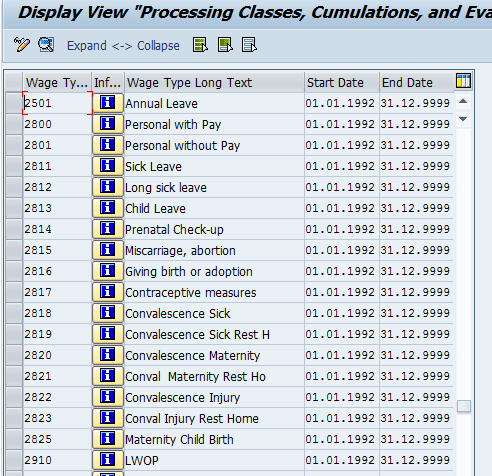 Display View "Processing Classes, Cumulations, and Eva
Expand <-> Collapse
Wage Ty... Inf... Wage Type Long Text Start Date End Date
2501 Annual Leave 01.01.1992 31.12.9999
2800 Personal with Pay 01.01.1992 31.12.9999
2801 Personal without Pay 01.01.1992 31.12.9999
2811 Sick Leave 01.01.1992 31.12.9999
2812 Long sick leave 01.01.1992 31.12.9999
2813 Child Leave 01.01.1992 31.12.9999
2814 Prenatal Check-up 01.01.1992 31.12.9999
2815 Miscarriage, abortion 01.01.1992 31.12.9999
2816 Giving birth or adoption 01.01.1992 31.12.9999
2817 Contraceptive measures 01.01.1992 31.12.9999
2818 Convalescence Sick 01.01.1992 31.12.9999
2819 Convalescence Sick Rest H 01.01.1992 31.12.9999
2820 Convalescence Maternity 01.01.1992 31.12.9999
2821 Conval  Maternity Rest Ho 01.01.1992 31.12.9999
2822 Convalescence Injury 01.01.1992 31.12.9999
2823 Conval Injury Rest Home 01.01.1992 31.12.9999
2825 Maternity Child Birth 01.01.1992 31.12.9999
2910 LWOP 01.01.1992 31.12.9999